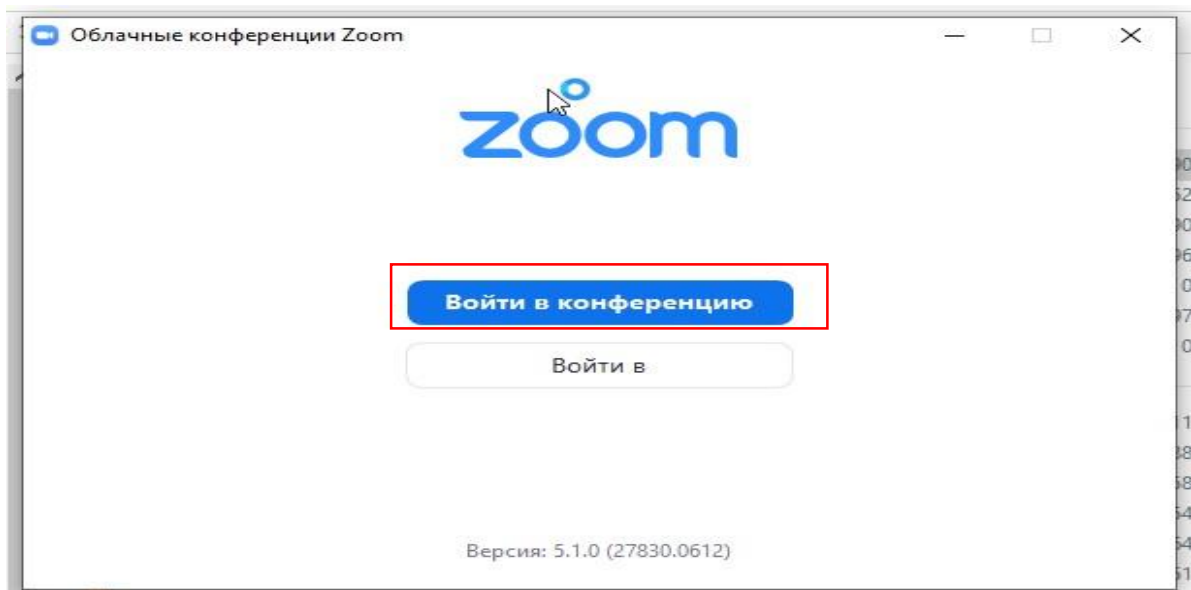 Облачные конференции Zoom
zoom
Войти в конференцию
Войти в
Версия: 5.1.0 (27830.0612)